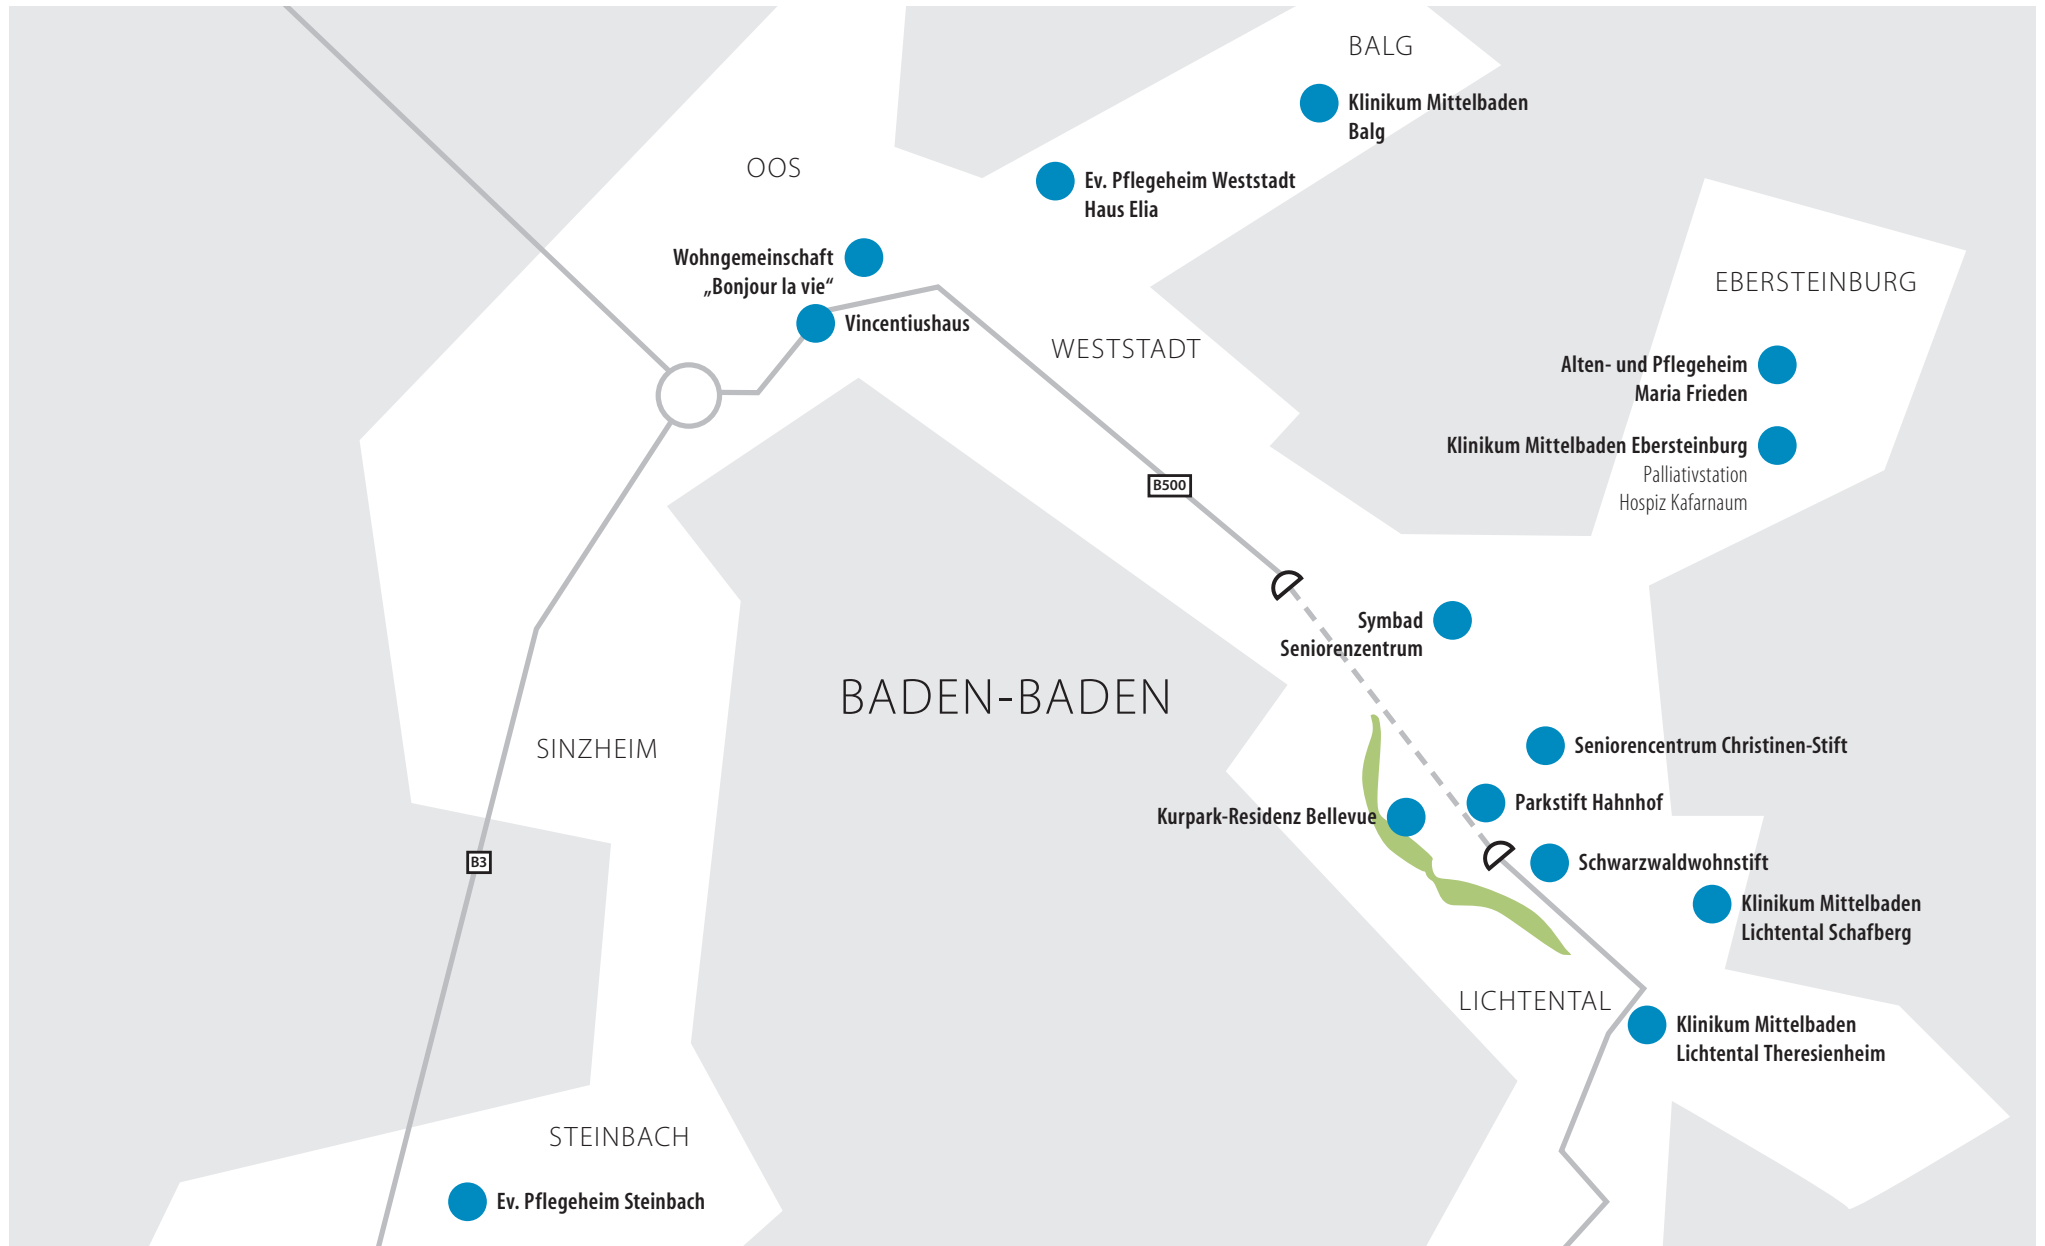 BALG
Klinikum Mittelbaden
Balg
OOS
Ev. Pflegeheim Weststadt
Haus Elia
Wohngemeinschaft
„Bonjour la vie“
Vincentiushaus
WESTSTADT
EBERSTEINBURG
Alten- und Pflegeheim
Maria Frieden
Klinikum Mittelbaden Ebersteinburg
Palliativstation
Hospiz Kafarnaum
B500
Symbad
Seniorenzentrum
BADEN-BADEN
SINZHEIM
Seniorencentrum Christinen-Stift
Parkstift Hahnhof
Kurpark-Residenz Bellevue
B3
Schwarzwaldwohnstift
Klinikum Mittelbaden
Lichtental Schafberg
LICHTENTAL
Klinikum Mittelbaden
Lichtental Theresienheim
STEINBACH
Ev. Pflegeheim Steinbach